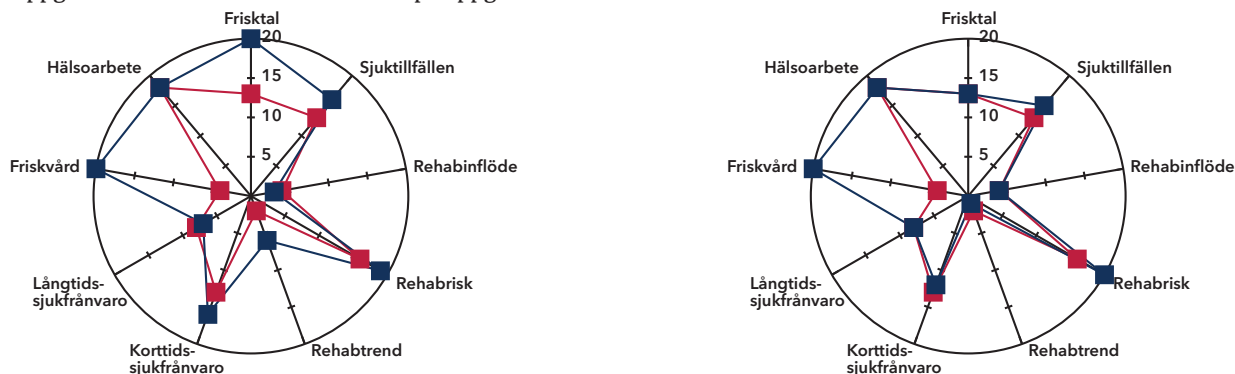 Frisktal
20
Hälsoarbete
15
Sjuktillfällen
10
Friskvård
5
Rehabinflöde
Långtids-
sjukfrånvaro
Rehabrisk
Korttids-
sjukfrånvaro
Rehabtrend
Frisktal
20
Hälsoarbete
15
Sjuktillfällen
10
Friskvård
5
Rehabinflöde
Långtids-
sjukfrånvaro
Rehabrisk
Korttids-
sjukfrånvaro
Rehabtrend